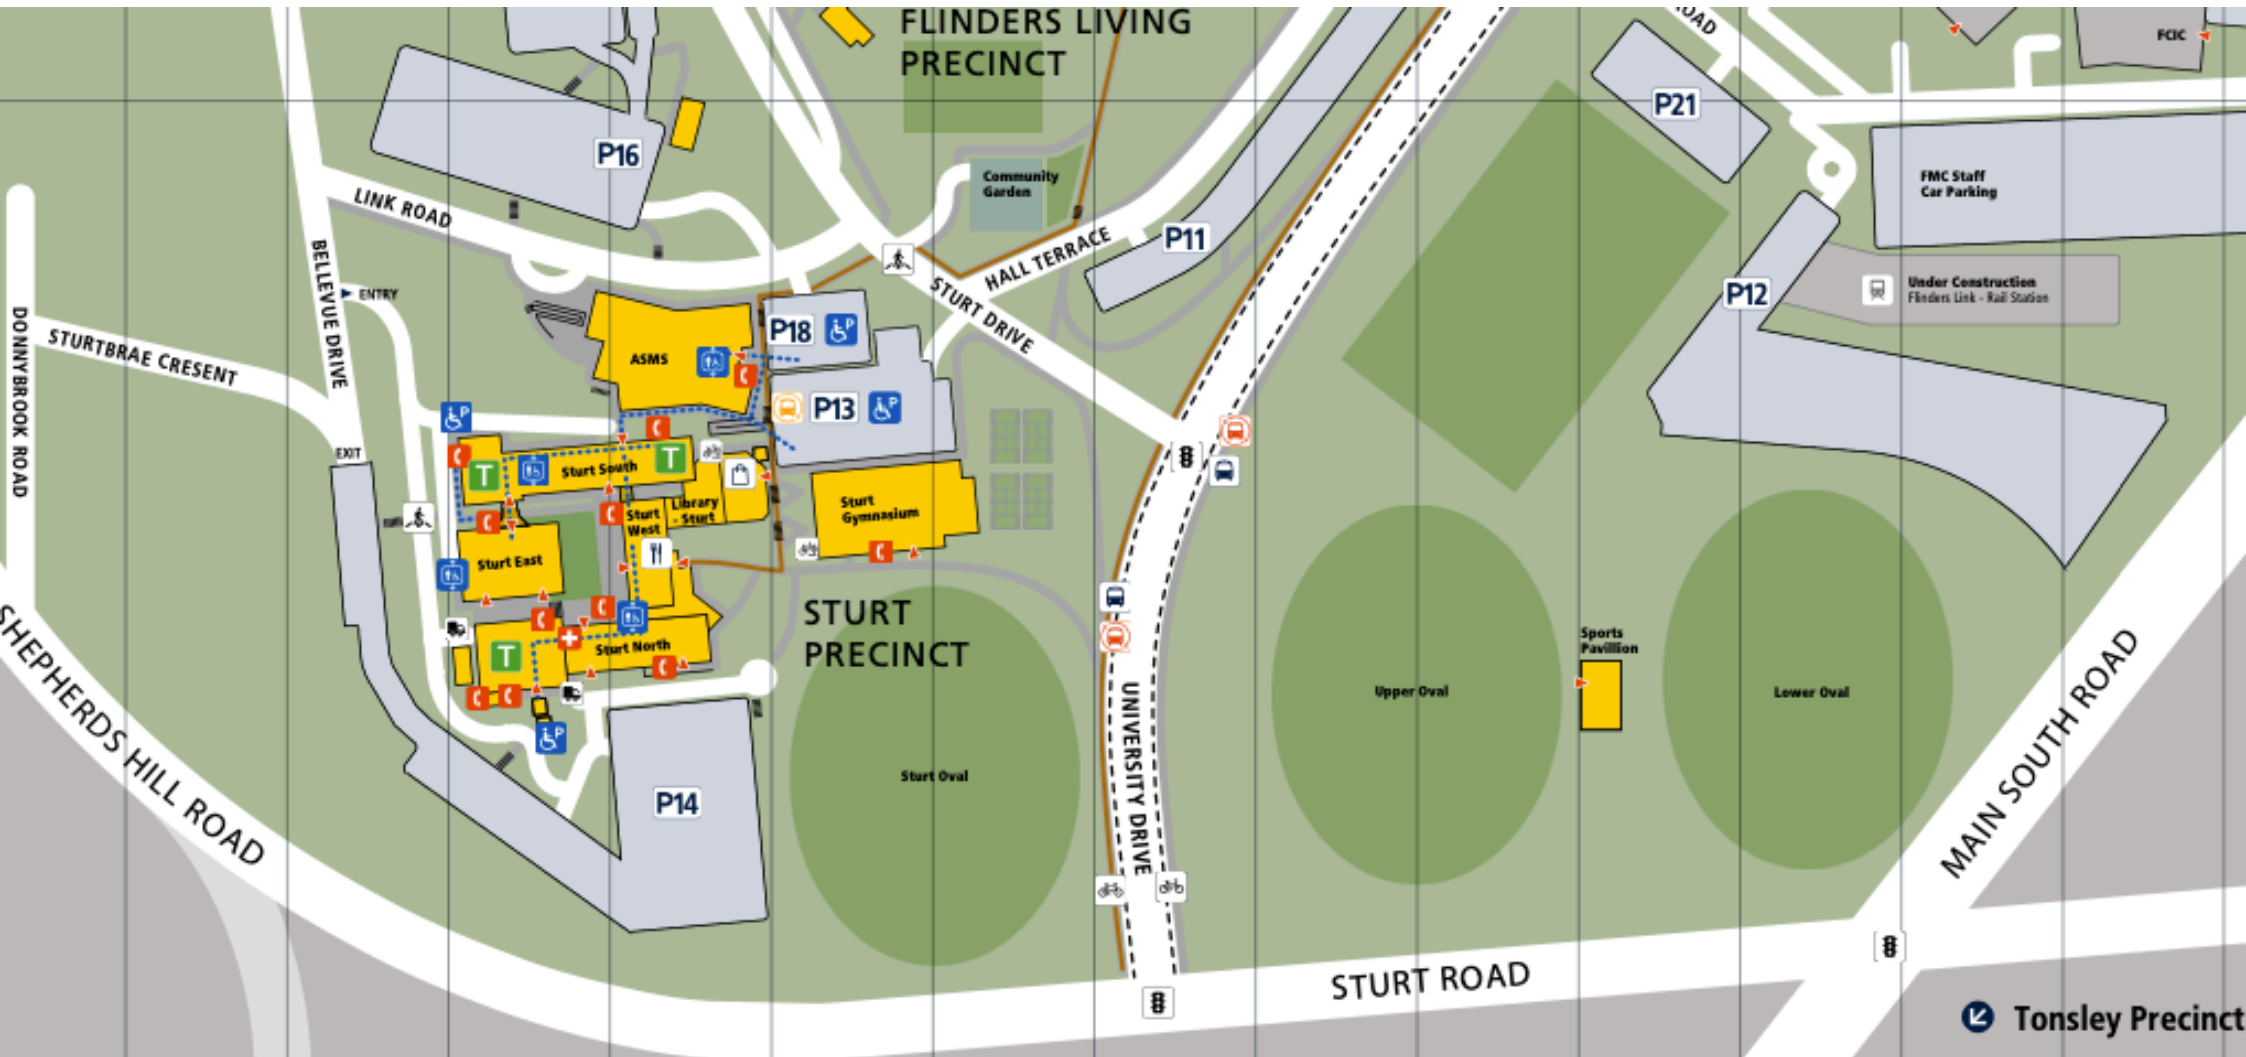 FLINDERS LIVING
PRECINCT
ROAD
FCIC
P21
P16
Community
Garden
FMC Staff
Car Parking
LINK ROAD
P11
HALL TERRACE
BELLEVUE DRIVE
ENTRY
STURT DRIVE
P12
Under Construction
Flinders Link - Rail Station
DONNYBROOK ROAD
STURTBRAE CRESENT
P18
P
ASMS
P13
P
P
EXIT
T
Sturt South
T
Library
- Sturt
Sturt
West
Sturt
Gymnasium
Sturt East
STURT
PRECINCT
T
Sturt North
Sports
Pavillion
Upper Oval
Lower Oval
SHEPHERDS HILL ROAD
P
UNIVERSITY DRIVE
MAIN SOUTH ROAD
Sturt Oval
P14
STURT ROAD
Tonsley Precinct